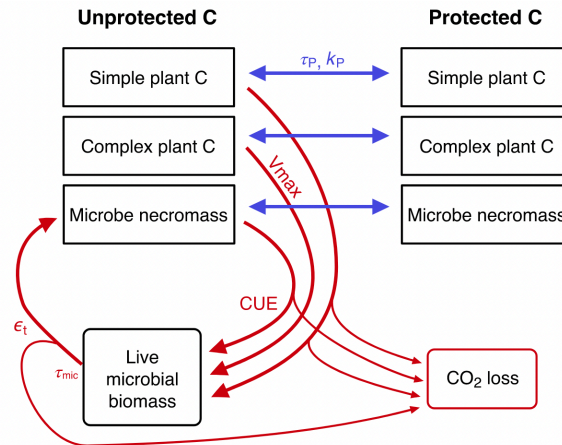 Unprotected C
Protected C
Simple plant C
τP, kP
Simple plant C
Complex plant C
Complex plant C
Vmax
Microbe necromass
Microbe necromass
CUE
ϵt
τmic
Live
microbial
biomass
CO₂ loss